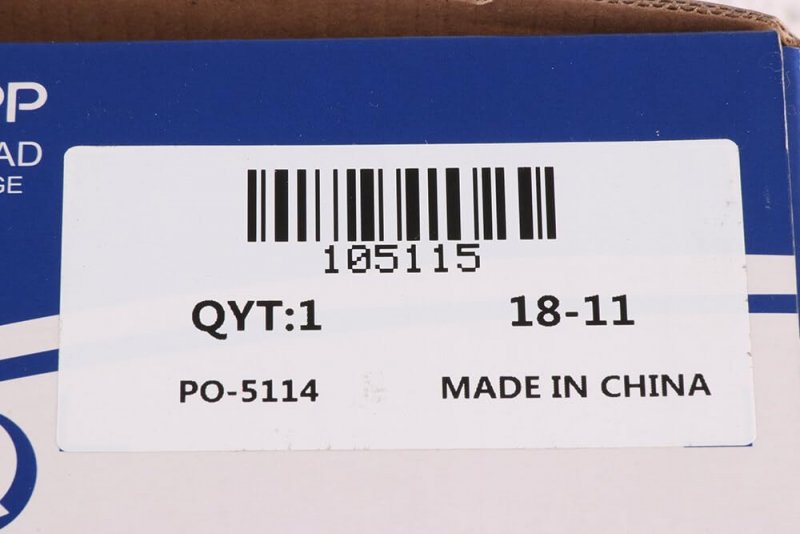 PP
AD
GE
105115
QYT:1 18-11
PO-5114 MADE IN CHINA